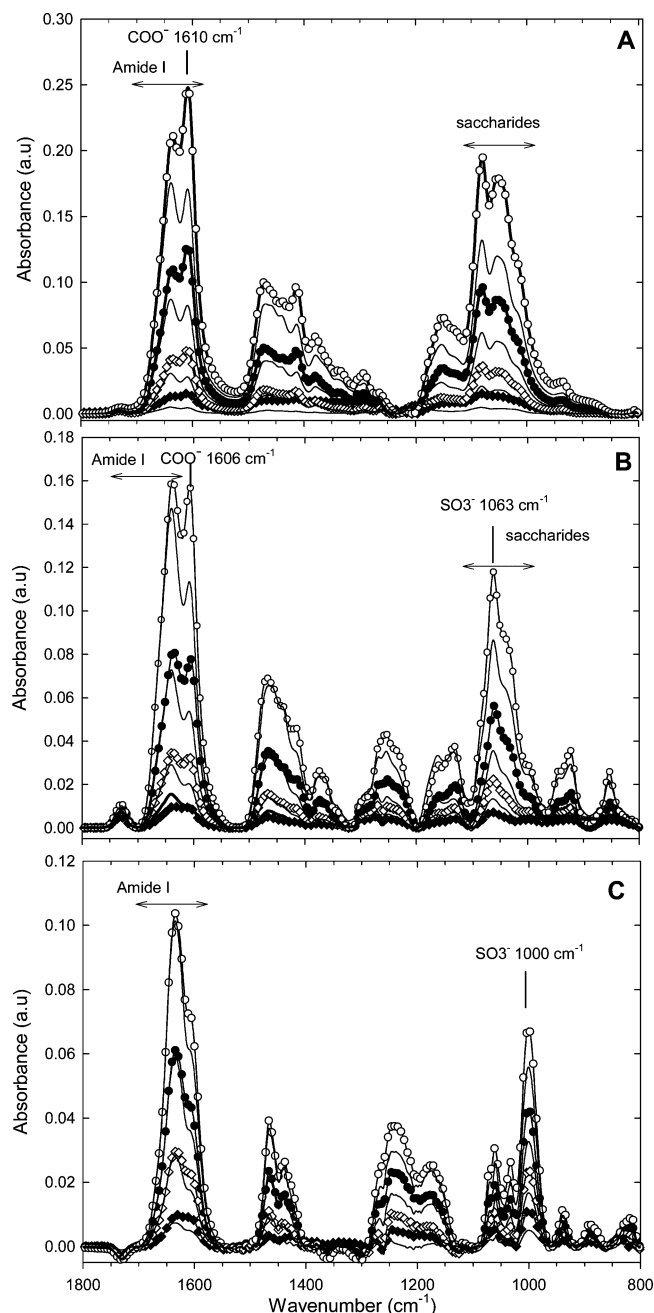 A
COO⁻ 1610 cm⁻¹
Amide I
saccharides
Absorbance (a.u)
0.30
0.25
0.20
0.15
0.10
0.05
0.00
B
Amide I COO⁻ 1606 cm⁻¹
SO3⁻ 1063 cm⁻¹
saccharides
Absorbance (a.u)
0.18
0.16
0.14
0.12
0.10
0.08
0.06
0.04
0.02
0.00
C
Amide I
SO3⁻ 1000 cm⁻¹
Absorbance (a.u)
0.12
0.10
0.08
0.06
0.04
0.02
0.00
1800 1600 1400 1200 1000 800
Wavenumber (cm⁻¹)